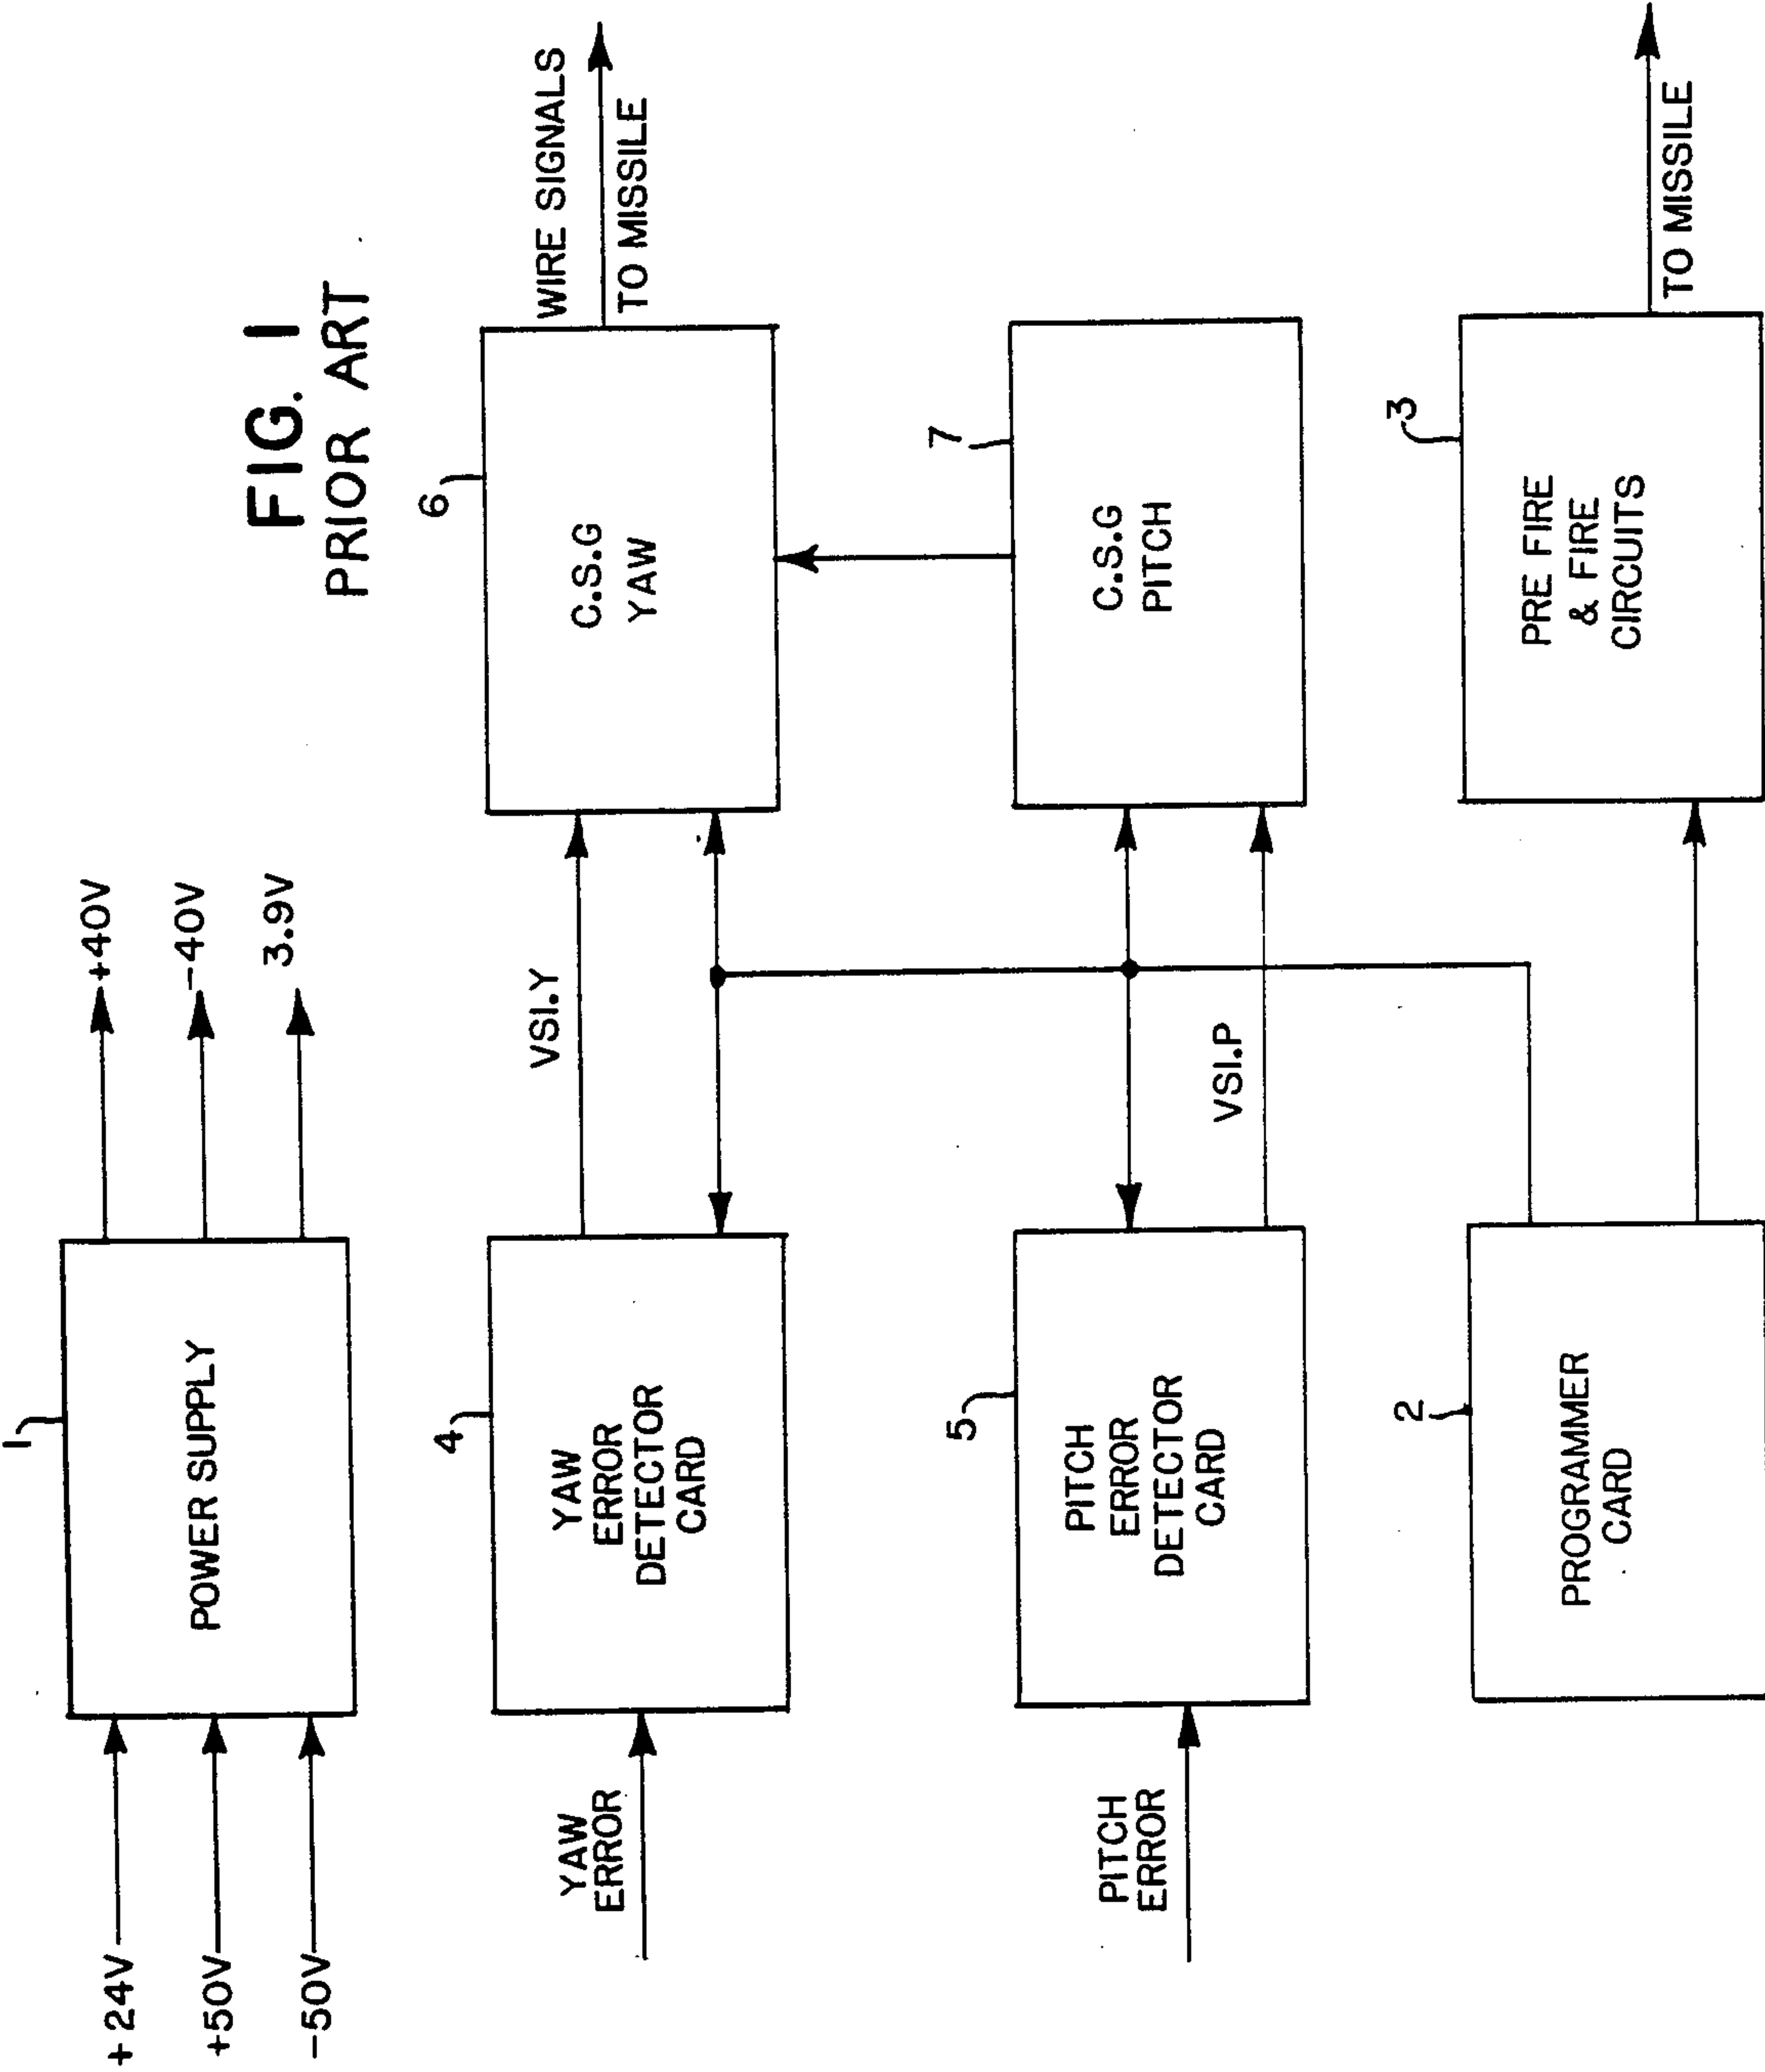 FIG. 1
PRIOR ART
1
+24V
+50V
-50V
POWER SUPPLY
+40V
-40V
3.9V
YAW
ERROR
4
YAW
ERROR
DETECTOR
CARD
VSI.Y
6
C.S.G
YAW
WIRE SIGNALS
TO MISSILE
PITCH
ERROR
5
PITCH
ERROR
DETECTOR
CARD
VSI.P
7
C.S.G
PITCH
2
PROGRAMMER
CARD
3
PRE FIRE
& FIRE
CIRCUITS
TO MISSILE